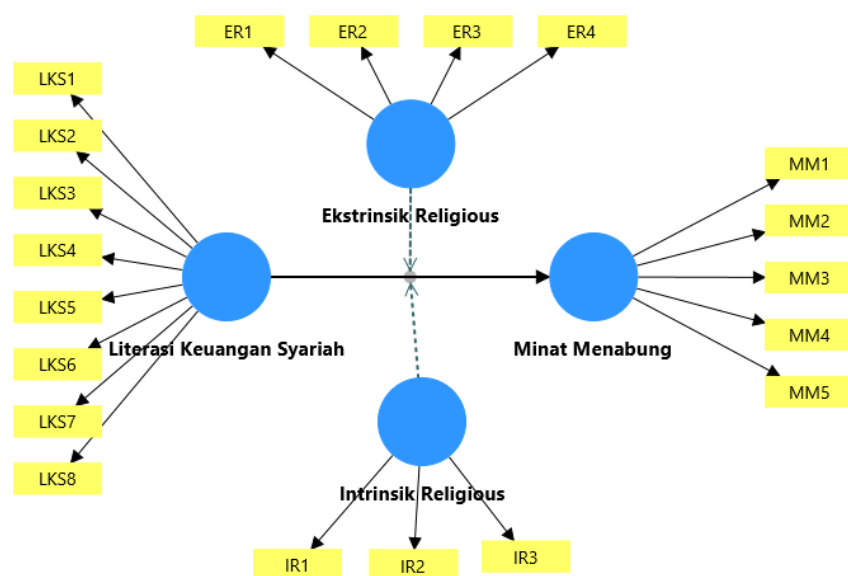 ER1
ER2
ER3
ER4
LKS1
LKS2
LKS3
LKS4
LKS5
LKS6
LKS7
LKS8
Ekstrinsik Religious
Literasi Keuangan Syariah
Minat Menabung
MM1
MM2
MM3
MM4
MM5
Intrinsik Religious
IR1
IR2
IR3